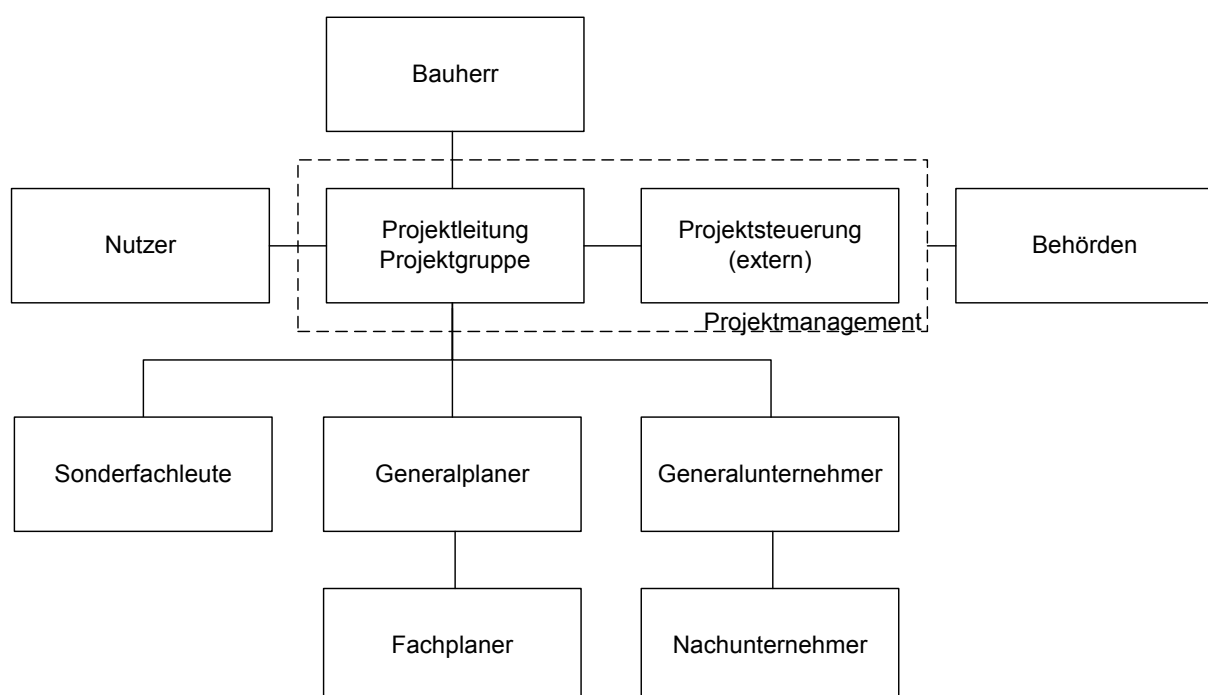 Bauherr
Nutzer
Projektleitung
Projektgruppe
Projektsteuerung
(extern)
Behörden
Projektmanagement
Sonderfachleute
Generalplaner
Generalunternehmer
Fachplaner
Nachunternehmer